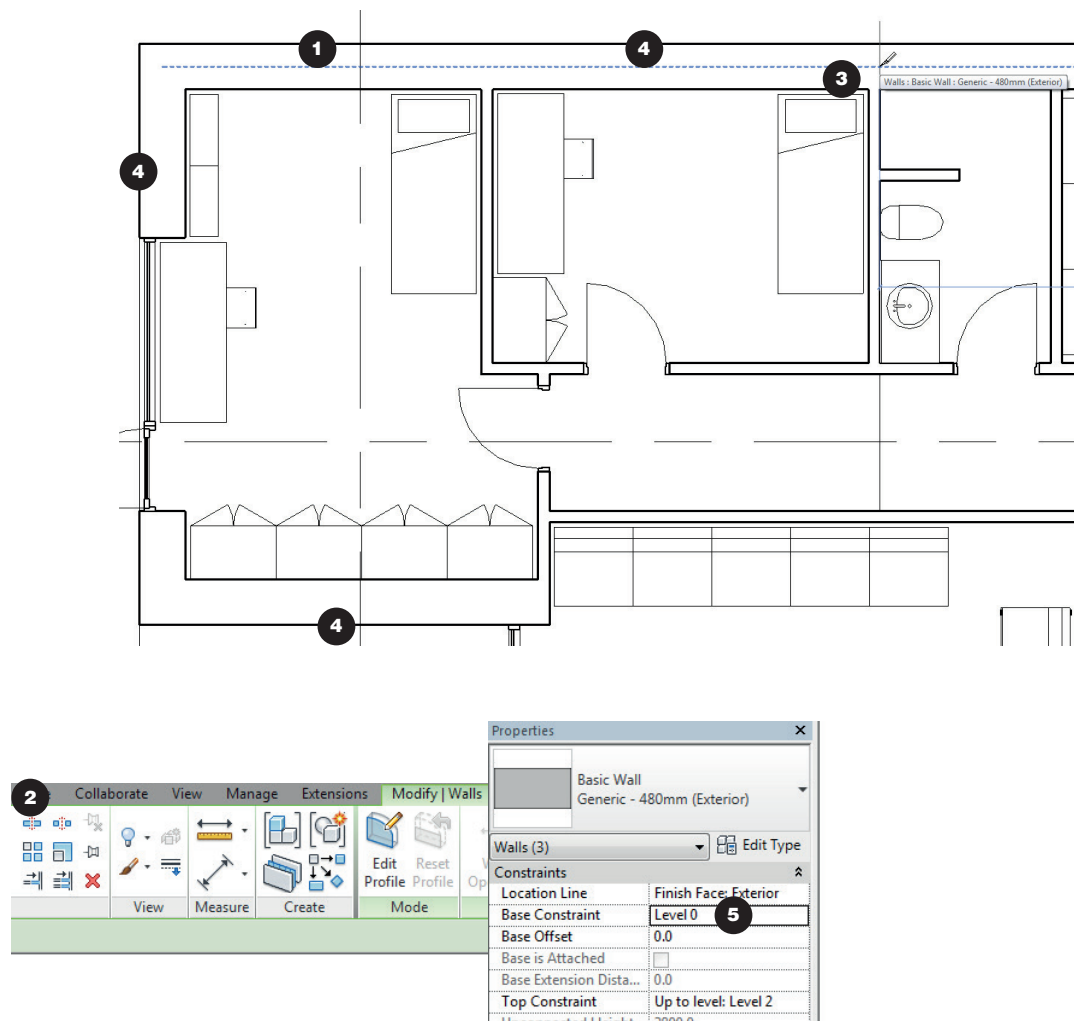 1
4
3
Walls : Basic Wall : Generic - 480mm (Exterior)
4
4
Properties
Basic Wall
Generic - 480mm (Exterior)
2
Collaborate View Manage Extensions Modify | Walls
Walls (3) Edit Type
Edit Profile
Reset Profile
View Measure Create Mode
Constraints
Location Line Finish Face: Exterior
Base Constraint Level 0
5
Base Offset 0.0
Base is Attached
Base Extension Dista... 0.0
Top Constraint Up to level: Level 2